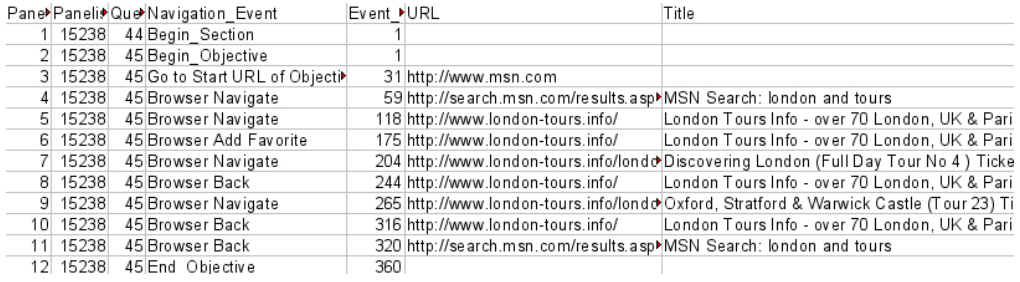 Pane Paneli Que Navigation_Event Event_ URL Title
1 15238 44 Begin_Section 1
2 15238 45 Begin_Objective 1
3 15238 45 Go to Start URL of Objecti 31 http://www.msn.com
4 15238 45 Browser Navigate 59 http://search.msn.com/results.asp MSN Search: london and tours
5 15238 45 Browser Navigate 118 http://www.london-tours.info/ London Tours Info - over 70 London, UK & Pari
6 15238 45 Browser Add Favorite 175 http://www.london-tours.info/ London Tours Info - over 70 London, UK & Pari
7 15238 45 Browser Navigate 204 http://www.london-tours.info/londo Discovering London (Full Day Tour No 4 ) Ticke
8 15238 45 Browser Back 244 http://www.london-tours.info/ London Tours Info - over 70 London, UK & Pari
9 15238 45 Browser Navigate 265 http://www.london-tours.info/londo Oxford, Stratford & Warwick Castle (Tour 23) Ti
10 15238 45 Browser Back 316 http://www.london-tours.info/ London Tours Info - over 70 London, UK & Pari
11 15238 45 Browser Back 320 http://search.msn.com/results.asp MSN Search: london and tours
12 15238 45 End_Objective 360